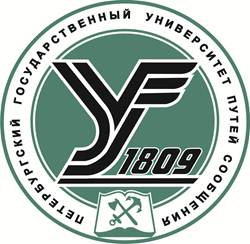 ПЕТЕРБУРГСКИЙ ГОСУДАРСТВЕННЫЙ УНИВЕРСИТЕТ ПУТЕЙ СООБЩЕНИЯ
1809